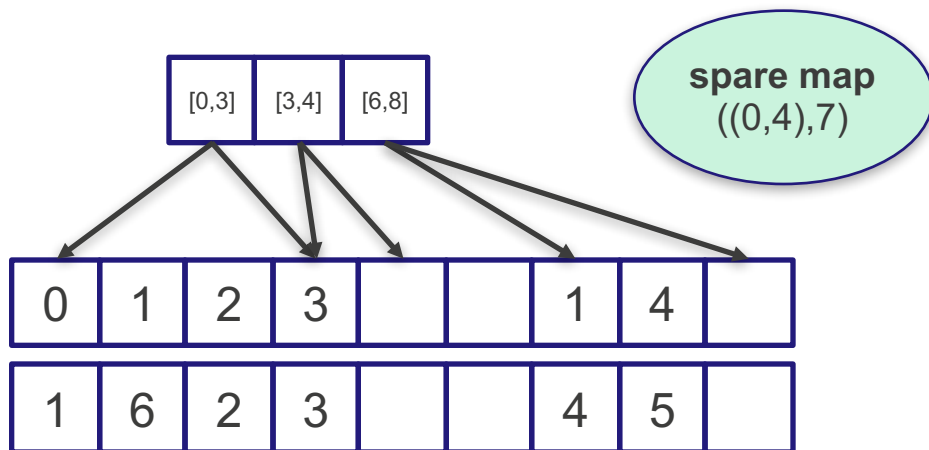 spare map
((0,4),7)
[0,3] [3,4] [6,8]
0 1 2 3 1 4
1 6 2 3 4 5